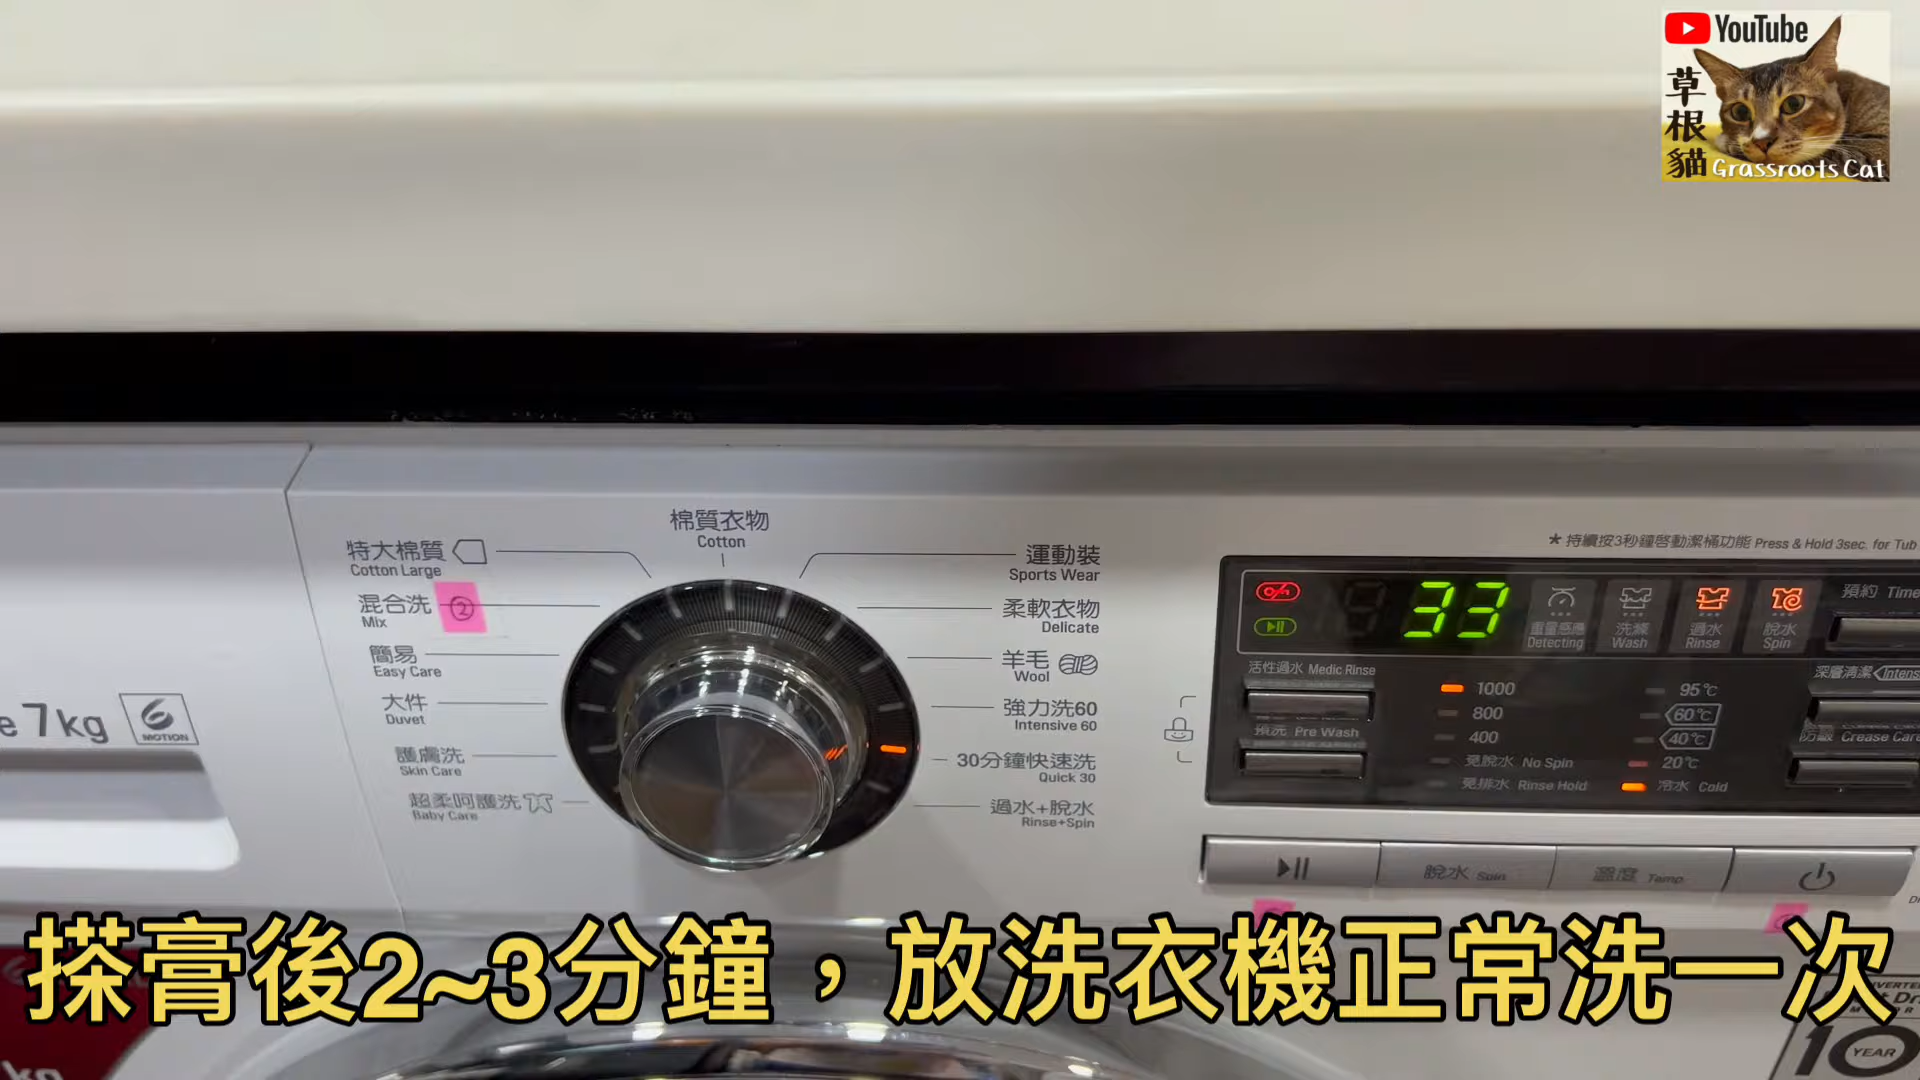 YouTube
草根貓
Grassroots Cat
棉質衣物
Cotton
特大棉質
Cotton Large
混合洗
Mix
②
簡易
Easy Care
大件
Duvet
護膚洗
Skin Care
超柔呵護洗
Baby Care
運動裝
Sports Wear
柔軟衣物
Delicate
羊毛
Wool
強力洗60
Intensive 60
30分鐘快速洗
Quick 30
過水+脫水
Rinse+Spin
7kg
6
MOTION
*持續按3秒鐘啓動潔桶功能 Press & Hold 3sec. for Tub
33
重量感應
Detecting
洗滌
Wash
過水
Rinse
脫水
Spin
預約 Time
活性過水 Medic Rinse
預洗 Pre Wash
1000
800
400
免脫水 No Spin
免排水 Rinse Hold
95℃
60℃
40℃
20℃
冷水 Cold
深層清潔 Intens
防皺 Crease Care
脫水 Spin
溫度 Temp.
搽膏後2~3分鐘，放洗衣機正常洗一次
10
YEAR
kg